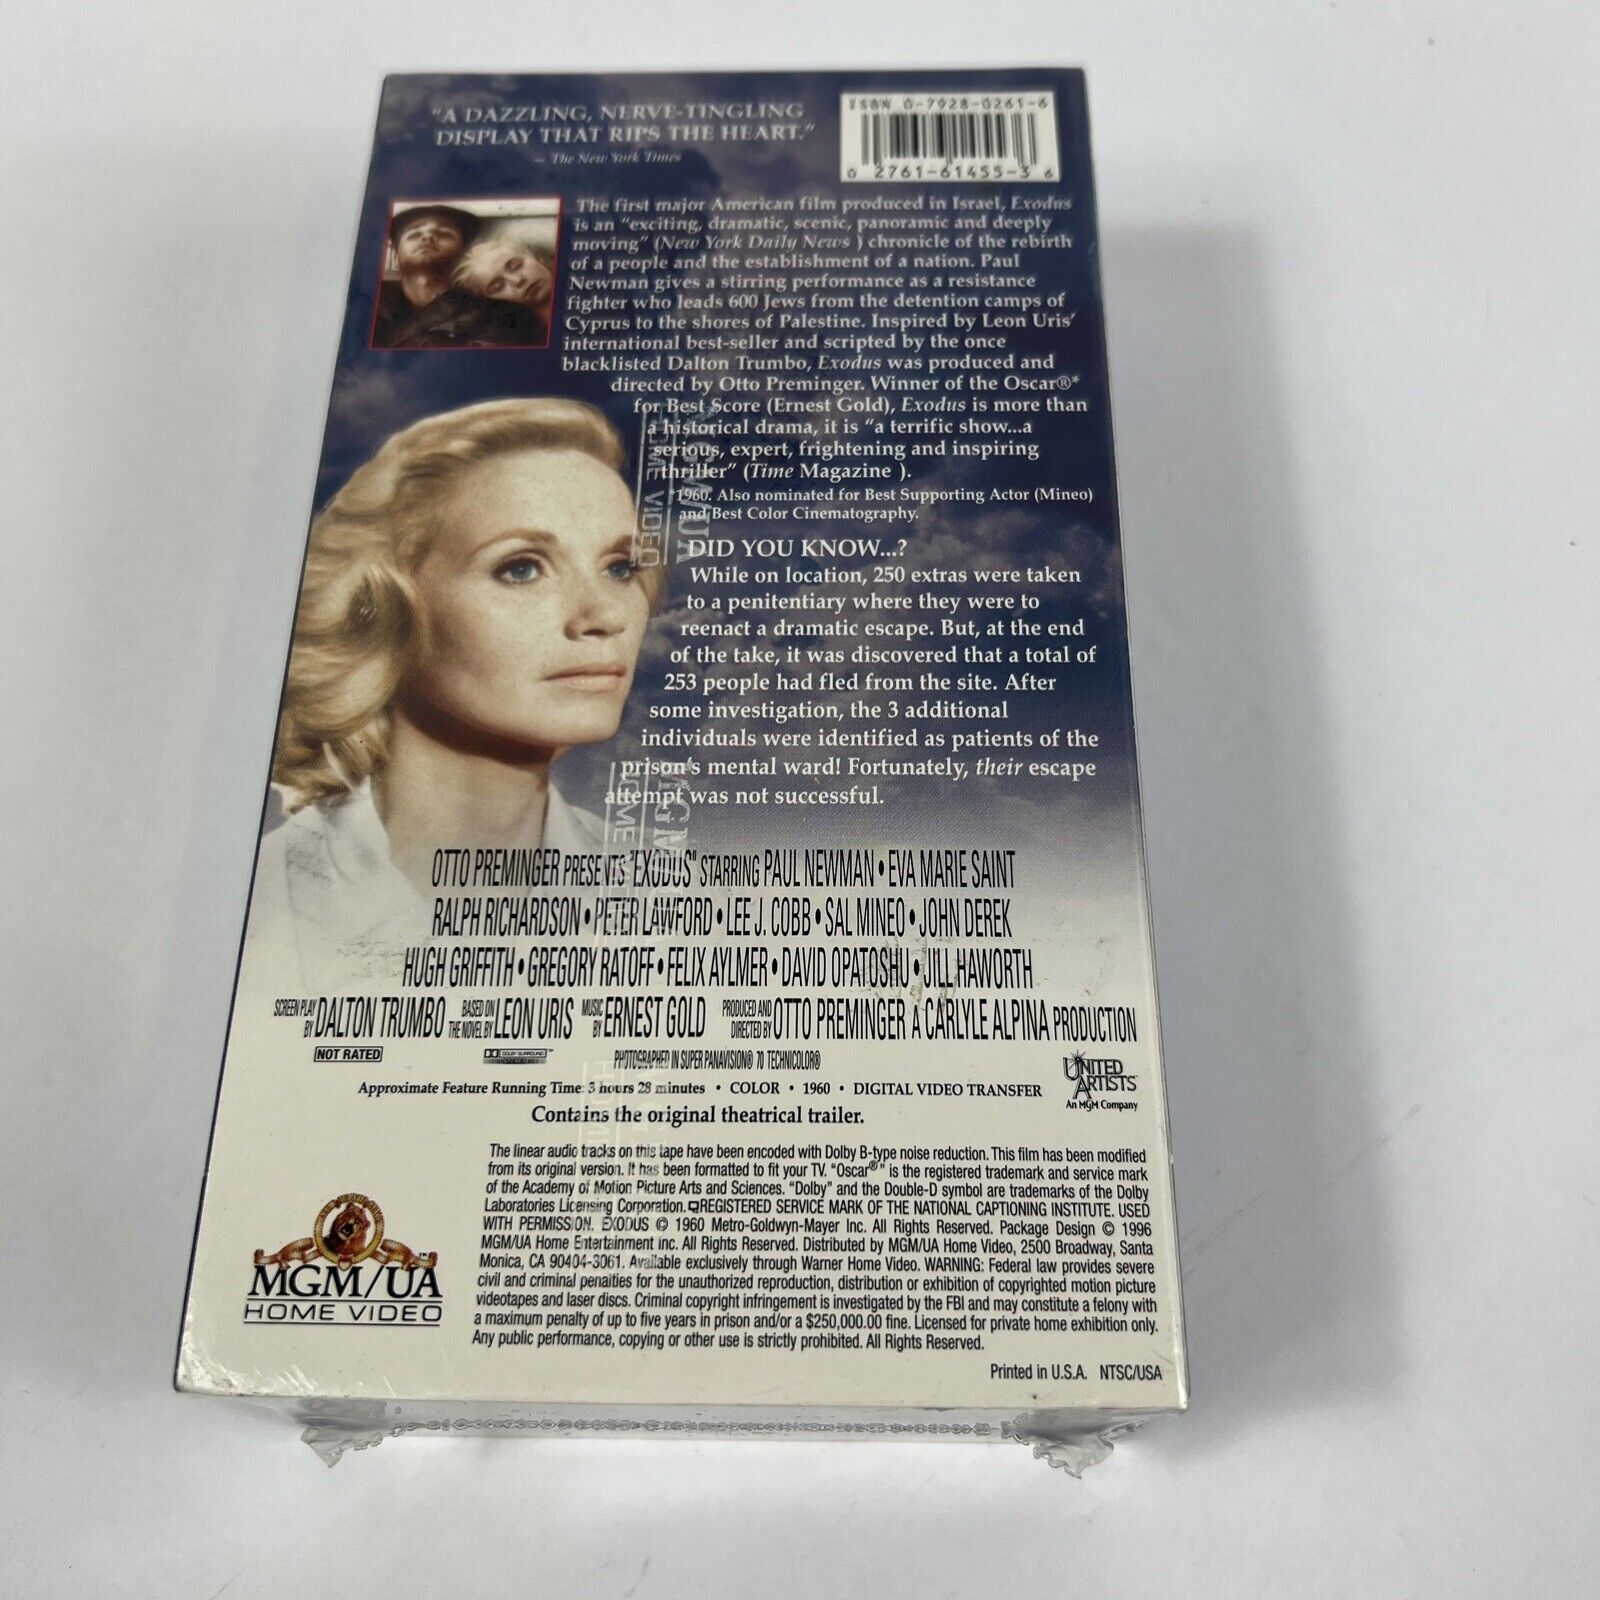 "A DAZZLING, NERVE-TINGLING
DISPLAY THAT RIPS THE HEART."
– The New York Times
ISBN 0-7928-0261-6
0 2761-61455-3 6
The first major American film produced in Israel, Exodus
is an "exciting, dramatic, scenic, panoramic and deeply
moving" (New York Daily News ) chronicle of the rebirth
of a people and the establishment of a nation. Paul
Newman gives a stirring performance as a resistance
fighter who leads 600 Jews from the detention camps of
Cyprus to the shores of Palestine. Inspired by Leon Uris'
international best-seller and scripted by the once
blacklisted Dalton Trumbo, Exodus was produced and
directed by Otto Preminger. Winner of the Oscar®*
for Best Score (Ernest Gold), Exodus is more than
a historical drama, it is "a terrific show...a
serious, expert, frightening and inspiring
thriller" (Time Magazine ).
*1960. Also nominated for Best Supporting Actor (Mineo)
and Best Color Cinematography.
DID YOU KNOW...?
While on location, 250 extras were taken
to a penitentiary where they were to
reenact a dramatic escape. But, at the end
of the take, it was discovered that a total of
253 people had fled from the site. After
some investigation, the 3 additional
individuals were identified as patients of the
prison's mental ward! Fortunately, their escape
attempt was not successful.
MGM/UA
HOME VIDEO
MGM/UA
HOME VIDEO
OTTO PREMINGER PRESENTS "EXODUS" STARRING PAUL NEWMAN • EVA MARIE SAINT
RALPH RICHARDSON • PETER LAWFORD • LEE J. COBB • SAL MINEO • JOHN DEREK
HUGH GRIFFITH • GREGORY RATOFF • FELIX AYLMER • DAVID OPATOSHU • JILL HAWORTH
SCREEN PLAY BY DALTON TRUMBO BASED ON THE NOVEL BY LEON URIS MUSIC BY ERNEST GOLD PRODUCED AND DIRECTED BY OTTO PREMINGER A CARLYLE ALPINA PRODUCTION
NOT RATED
DOLBY SURROUND
PHOTOGRAPHED IN SUPER PANAVISION® 70 TECHNICOLOR®
UNITED
ARTISTS
An MGM Company
Approximate Feature Running Time: 3 hours 28 minutes • COLOR • 1960 • DIGITAL VIDEO TRANSFER
Contains the original theatrical trailer.
The linear audio tracks on this tape have been encoded with Dolby B-type noise reduction. This film has been modified
from its original version. It has been formatted to fit your TV. "Oscar®" is the registered trademark and service mark
of the Academy of Motion Picture Arts and Sciences. "Dolby" and the Double-D symbol are trademarks of the Dolby
Laboratories Licensing Corporation. REGISTERED SERVICE MARK OF THE NATIONAL CAPTIONING INSTITUTE. USED
WITH PERMISSION. EXODUS © 1960 Metro-Goldwyn-Mayer Inc. All Rights Reserved. Package Design © 1996
MGM/UA Home Entertainment Inc. All Rights Reserved. Distributed by MGM/UA Home Video, 2500 Broadway, Santa
Monica, CA 90404-3061. Available exclusively through Warner Home Video. WARNING: Federal law provides severe
civil and criminal penalties for the unauthorized reproduction, distribution or exhibition of copyrighted motion picture
videotapes and laser discs. Criminal copyright infringement is investigated by the FBI and may constitute a felony with
a maximum penalty of up to five years in prison and/or a $250,000.00 fine. Licensed for private home exhibition only.
Any public performance, copying or other use is strictly prohibited. All Rights Reserved.
MGM/UA
HOME VIDEO
Printed in U.S.A. NTSC/USA